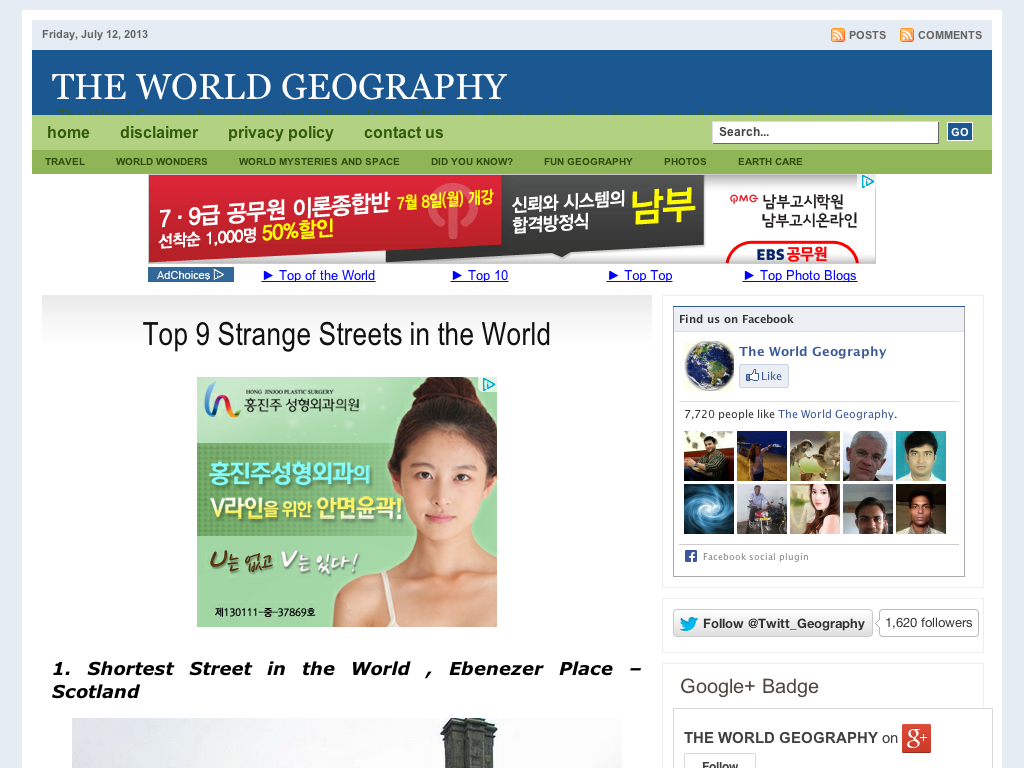 Friday, July 12, 2013
POSTS COMMENTS
THE WORLD GEOGRAPHY
home disclaimer privacy policy contact us
Search... GO
TRAVEL WORLD WONDERS WORLD MYSTERIES AND SPACE DID YOU KNOW? FUN GEOGRAPHY PHOTOS EARTH CARE
7·9급 공무원 이론종합반 7월 8일(월) 개강
선착순 1,000명 50%할인
신뢰와 시스템의
합격방정식 남부
QMG 남부고시학원
남부고시온라인
EBS공무원
AdChoices ► Top of the World ► Top 10 ► Top Top ► Top Photo Blogs
Top 9 Strange Streets in the World
HONG JINJOO PLASTIC SURGERY
홍진주 성형외과의원
홍진주성형외과의
V라인을 위한 안면윤곽!
U는 없고 V는 있다!
제130111-중-37869호
1. Shortest Street in the World , Ebenezer Place –
Scotland
Find us on Facebook
The World Geography
Like
7,720 people like The World Geography.
Facebook social plugin
Follow @Twitt_Geography 1,620 followers
Google+ Badge
THE WORLD GEOGRAPHY on g+
Follow